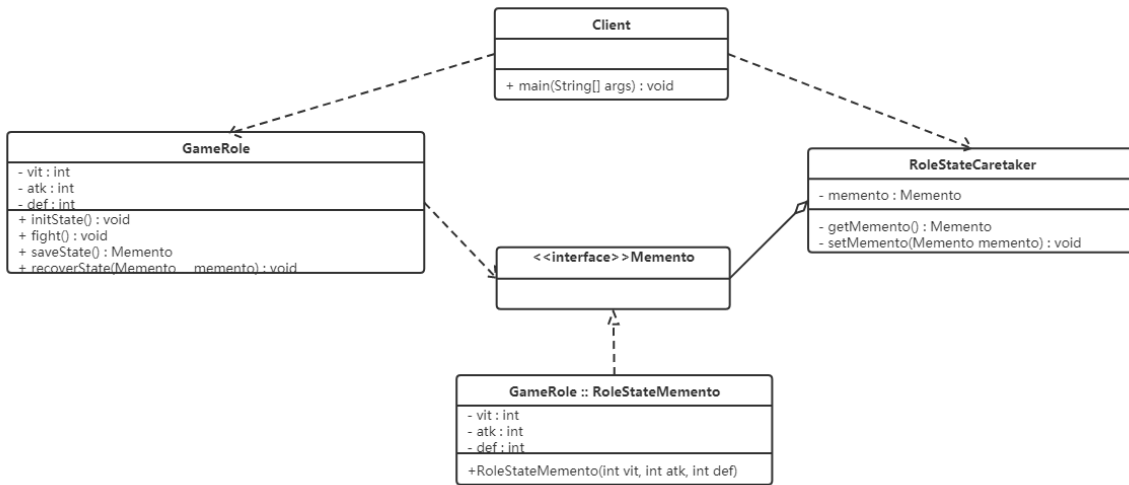 Client
+ main(String[] args) : void
GameRole
- vit : int
- atk : int
- def : int
+ initState() : void
+ fight() : void
+ saveState() : Memento
+ recoverState(Memento memento) : void
RoleStateCaretaker
- memento : Memento
- getMemento() : Memento
- setMemento(Memento memento) : void
<<interface>>Memento
GameRole :: RoleStateMemento
- vit : int
- atk : int
- def : int
+RoleStateMemento(int vit, int atk, int def)